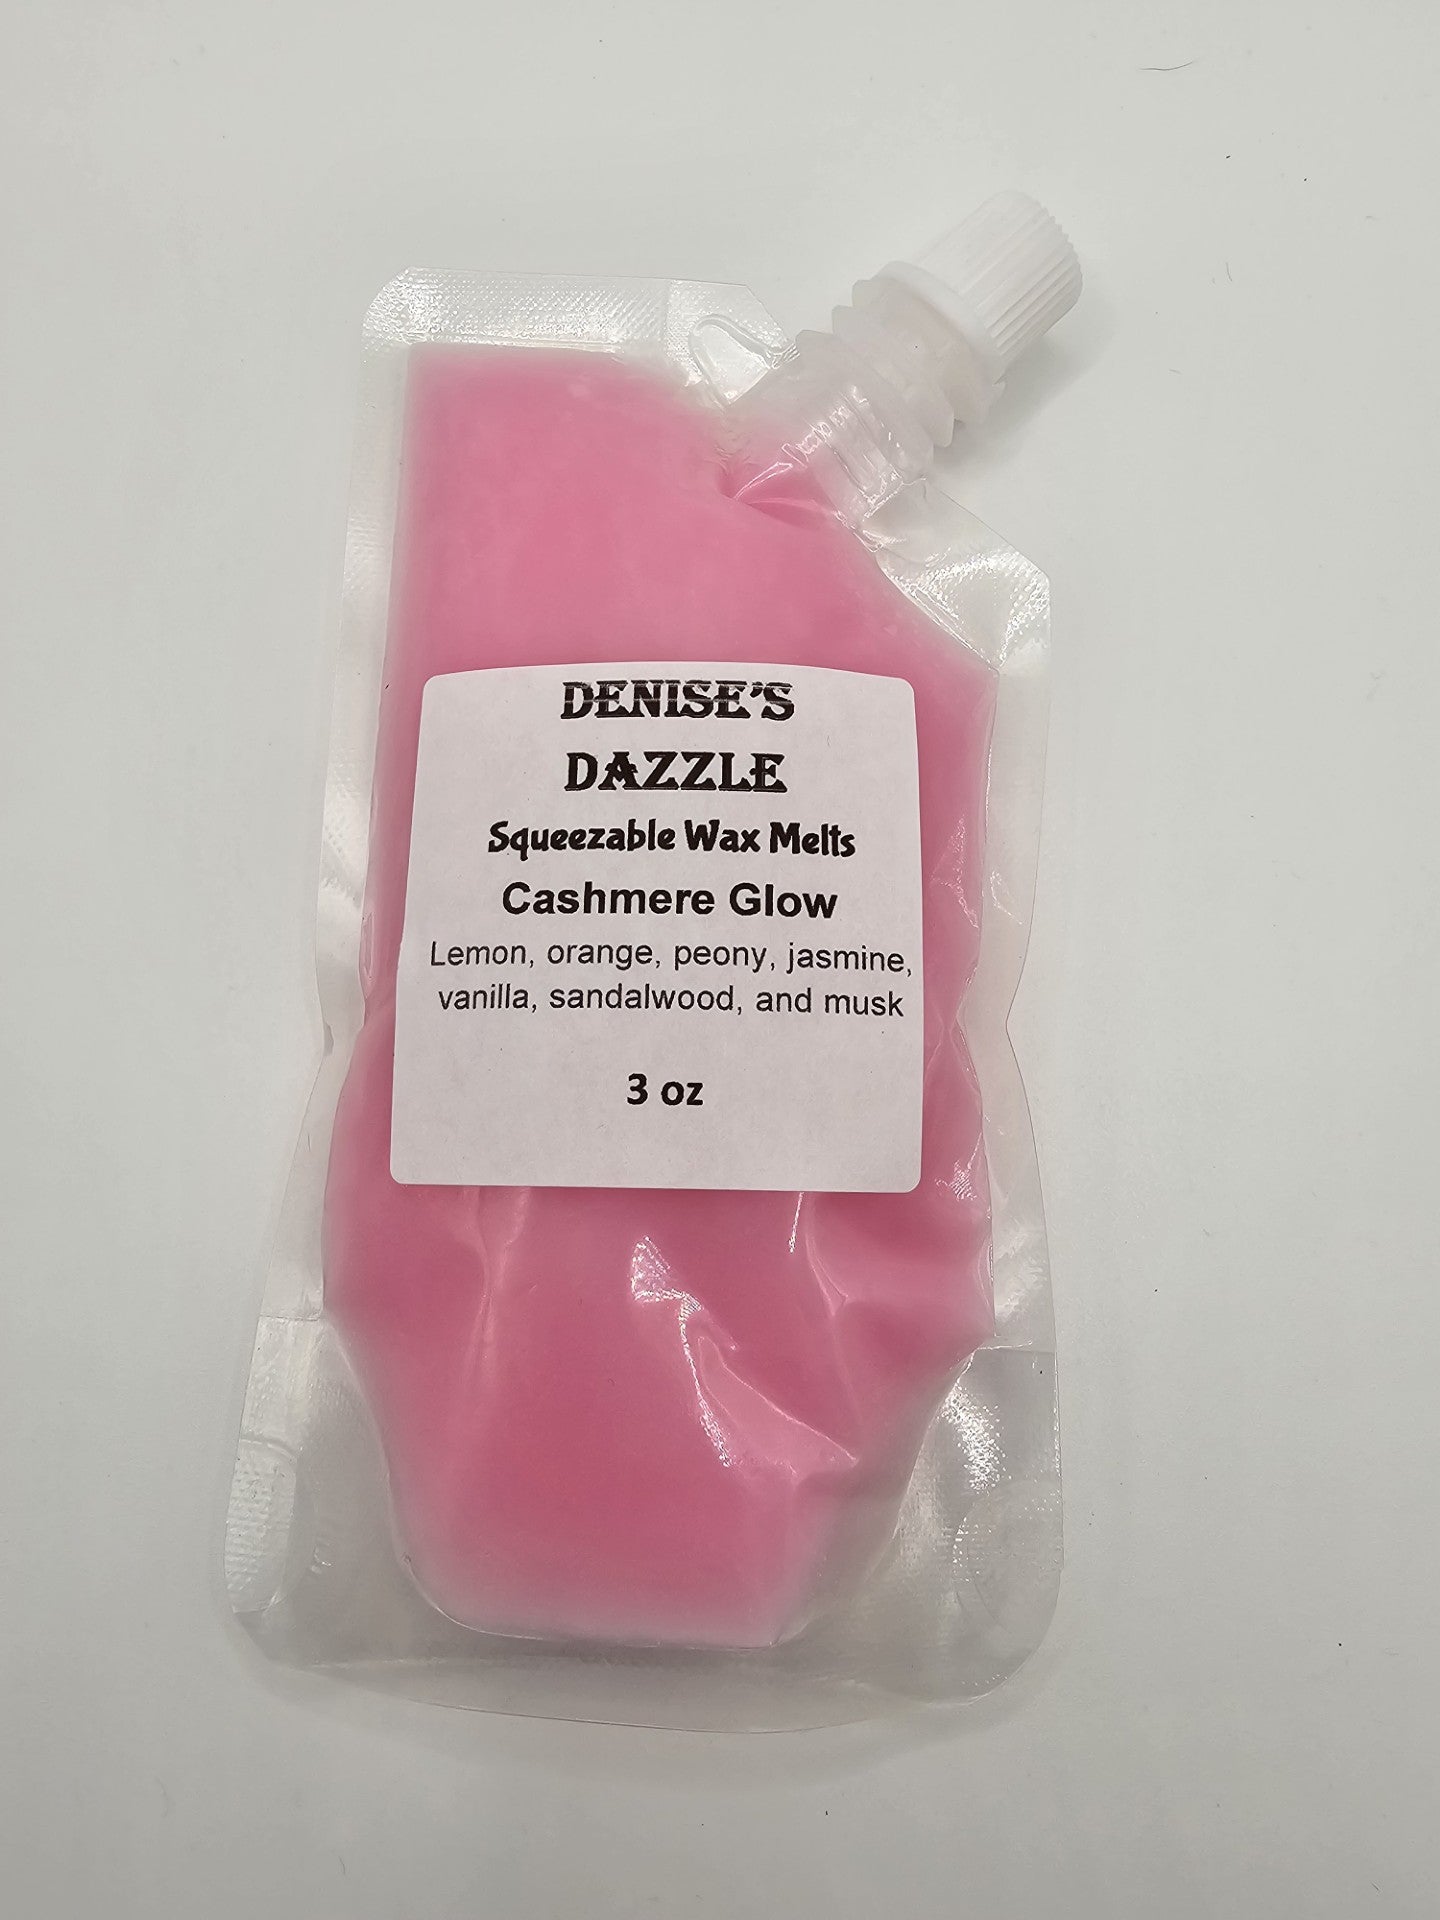 DENISE'S
DAZZLE
Squeezable Wax Melts
Cashmere Glow
Lemon, orange, peony, jasmine,
vanilla, sandalwood, and musk
3 oz